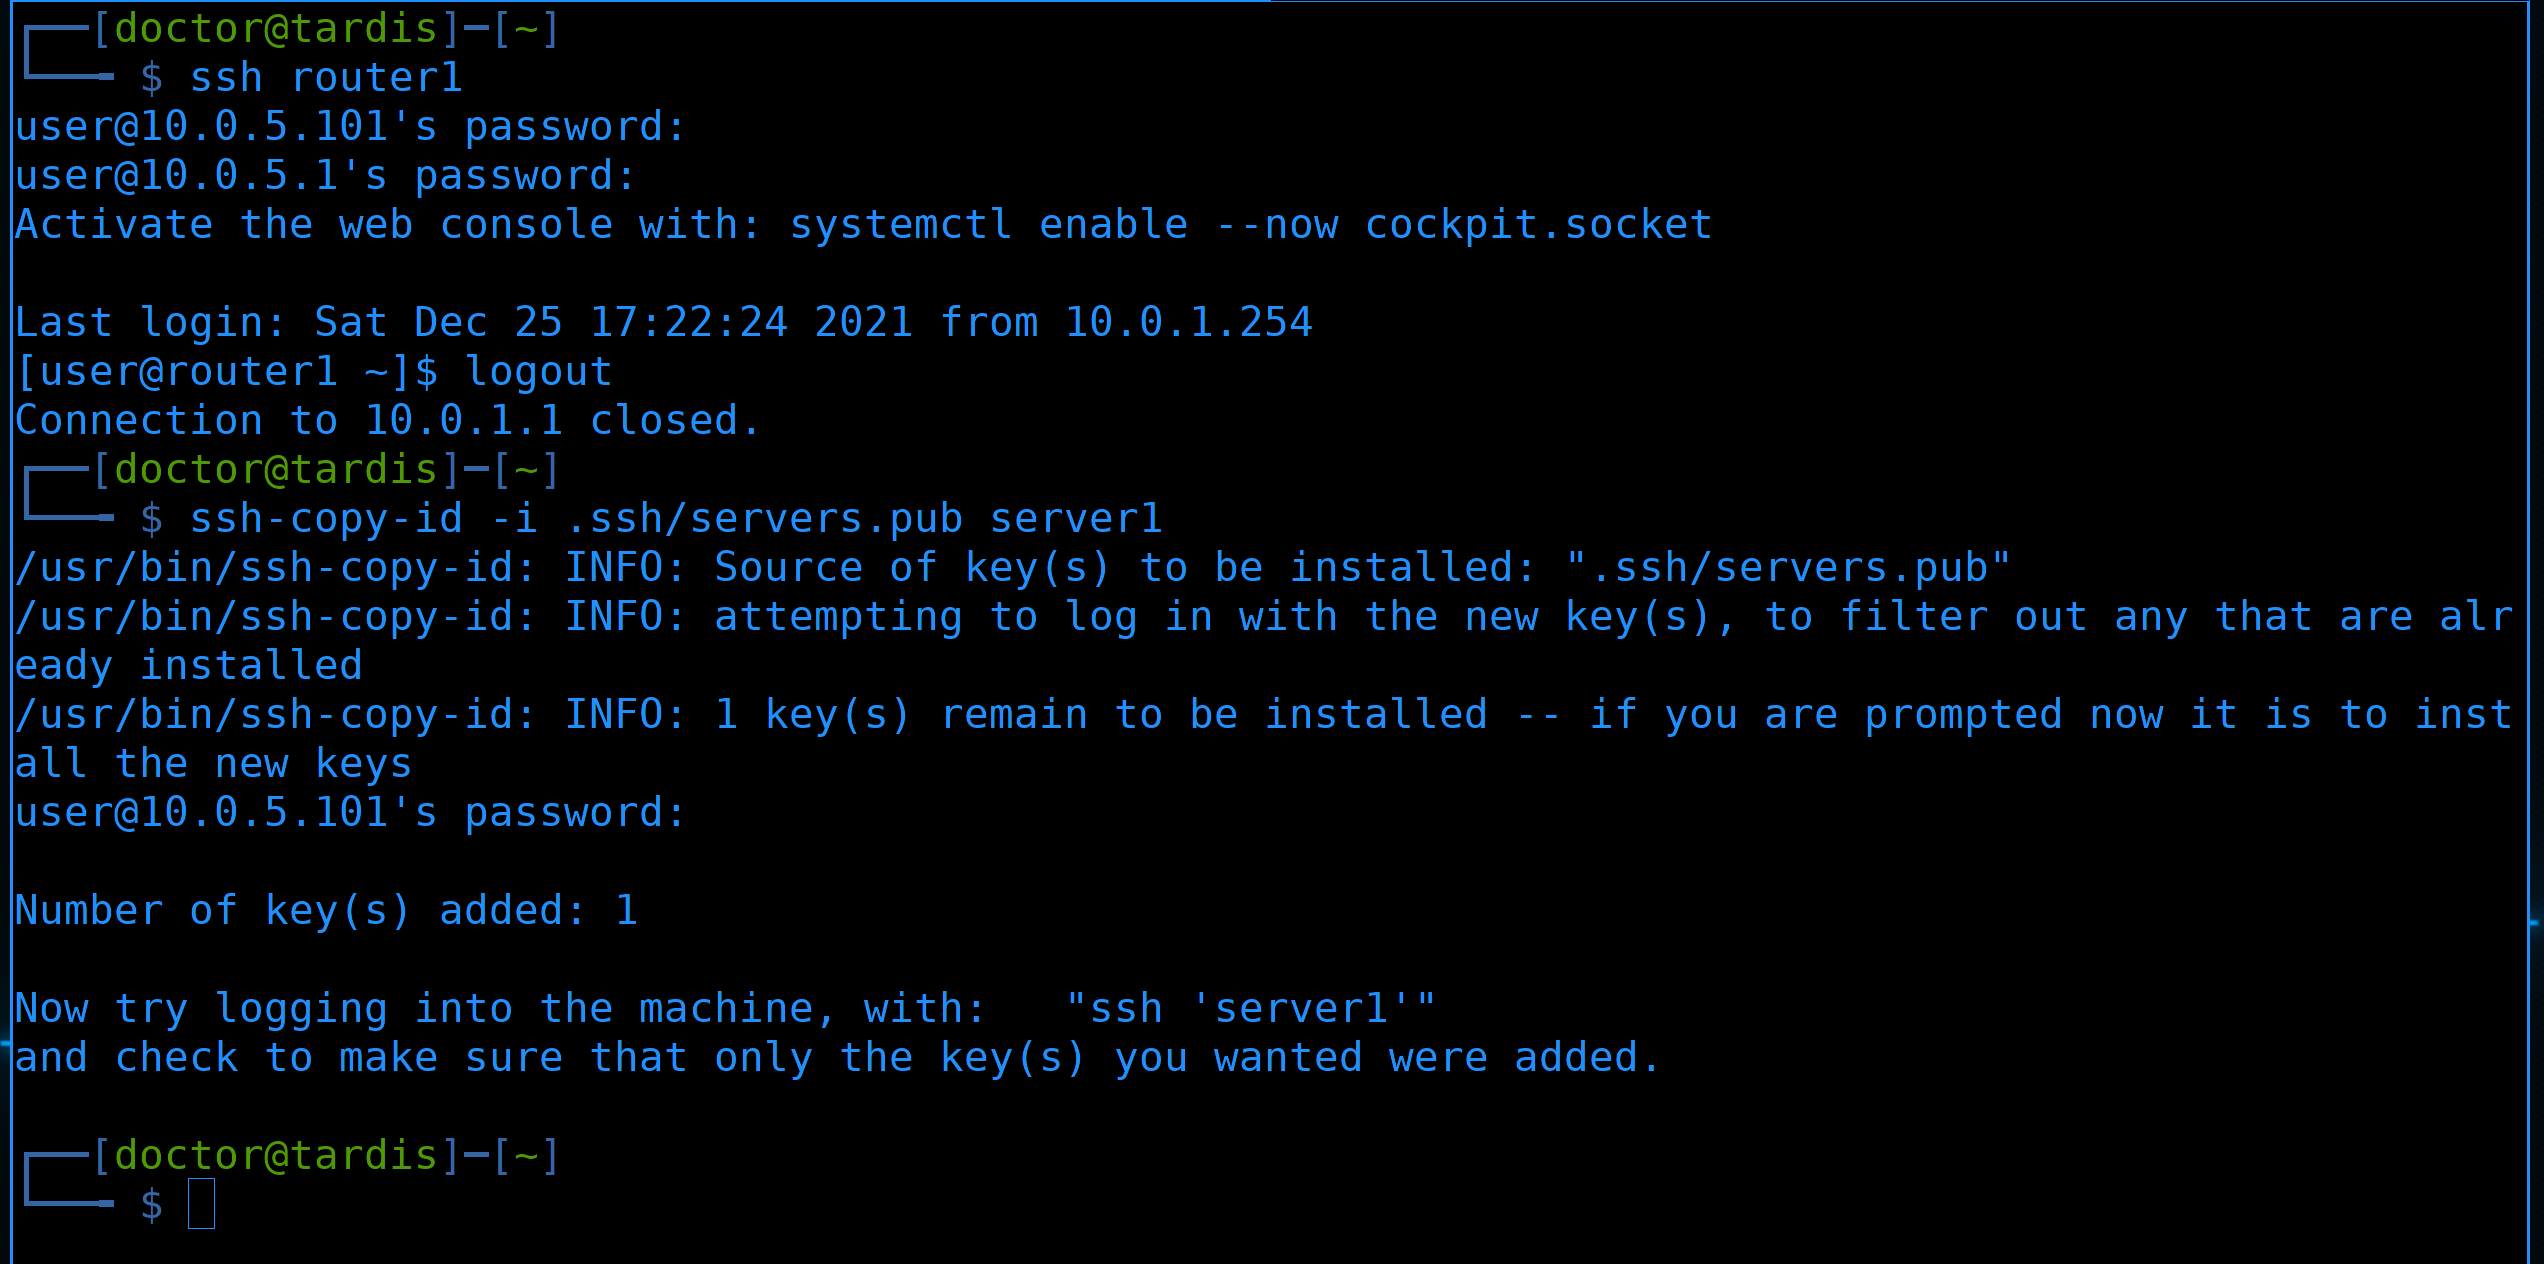 ┌──[doctor@tardis]─[~]
└──╼ $ ssh router1
user@10.0.5.101's password:
user@10.0.5.1's password:
Activate the web console with: systemctl enable --now cockpit.socket
Last login: Sat Dec 25 17:22:24 2021 from 10.0.1.254
[user@router1 ~]$ logout
Connection to 10.0.1.1 closed.
┌──[doctor@tardis]─[~]
└──╼ $ ssh-copy-id -i .ssh/servers.pub server1
/usr/bin/ssh-copy-id: INFO: Source of key(s) to be installed: ".ssh/servers.pub"
/usr/bin/ssh-copy-id: INFO: attempting to log in with the new key(s), to filter out any that are alr
eady installed
/usr/bin/ssh-copy-id: INFO: 1 key(s) remain to be installed -- if you are prompted now it is to inst
all the new keys
user@10.0.5.101's password:
Number of key(s) added: 1
Now try logging into the machine, with:   "ssh 'server1'"
and check to make sure that only the key(s) you wanted were added.
┌──[doctor@tardis]─[~]
└──╼ $